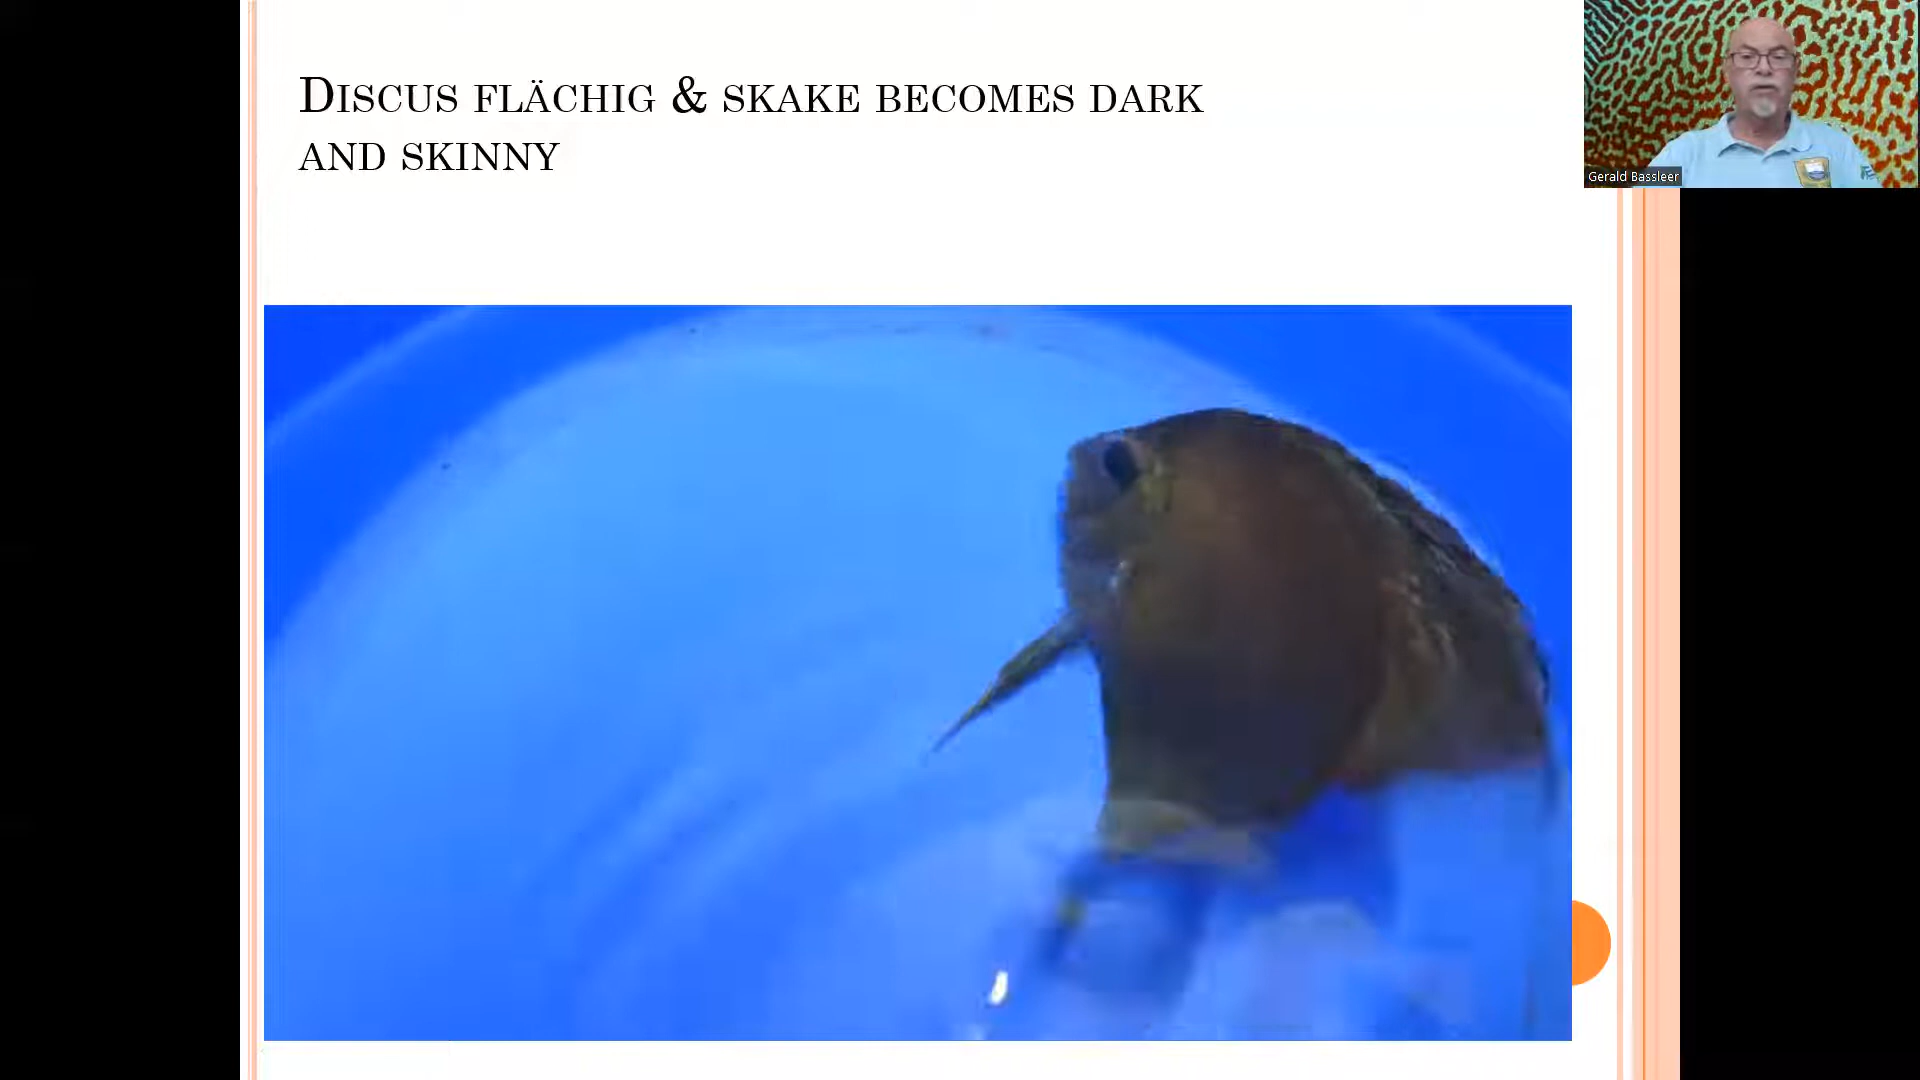 DISCUS FLÄCHIG & SKAKE BECOMES DARK
AND SKINNY
Gerald Bassleer